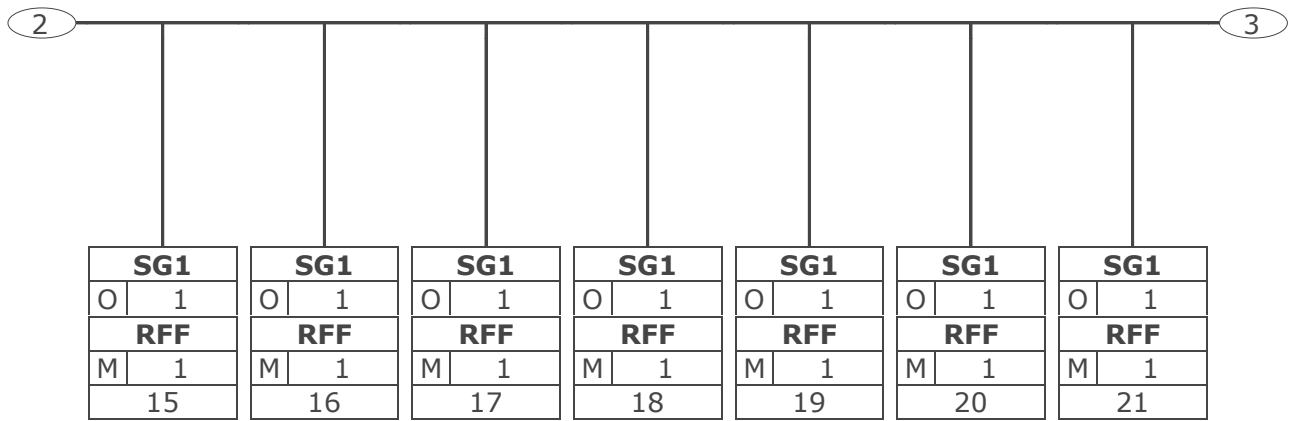 2 3
SG1 SG1 SG1 SG1 SG1 SG1 SG1
O 1 O 1 O 1 O 1 O 1 O 1 O 1
RFF RFF RFF RFF RFF RFF RFF
M 1 M 1 M 1 M 1 M 1 M 1 M 1
15 16 17 18 19 20 21